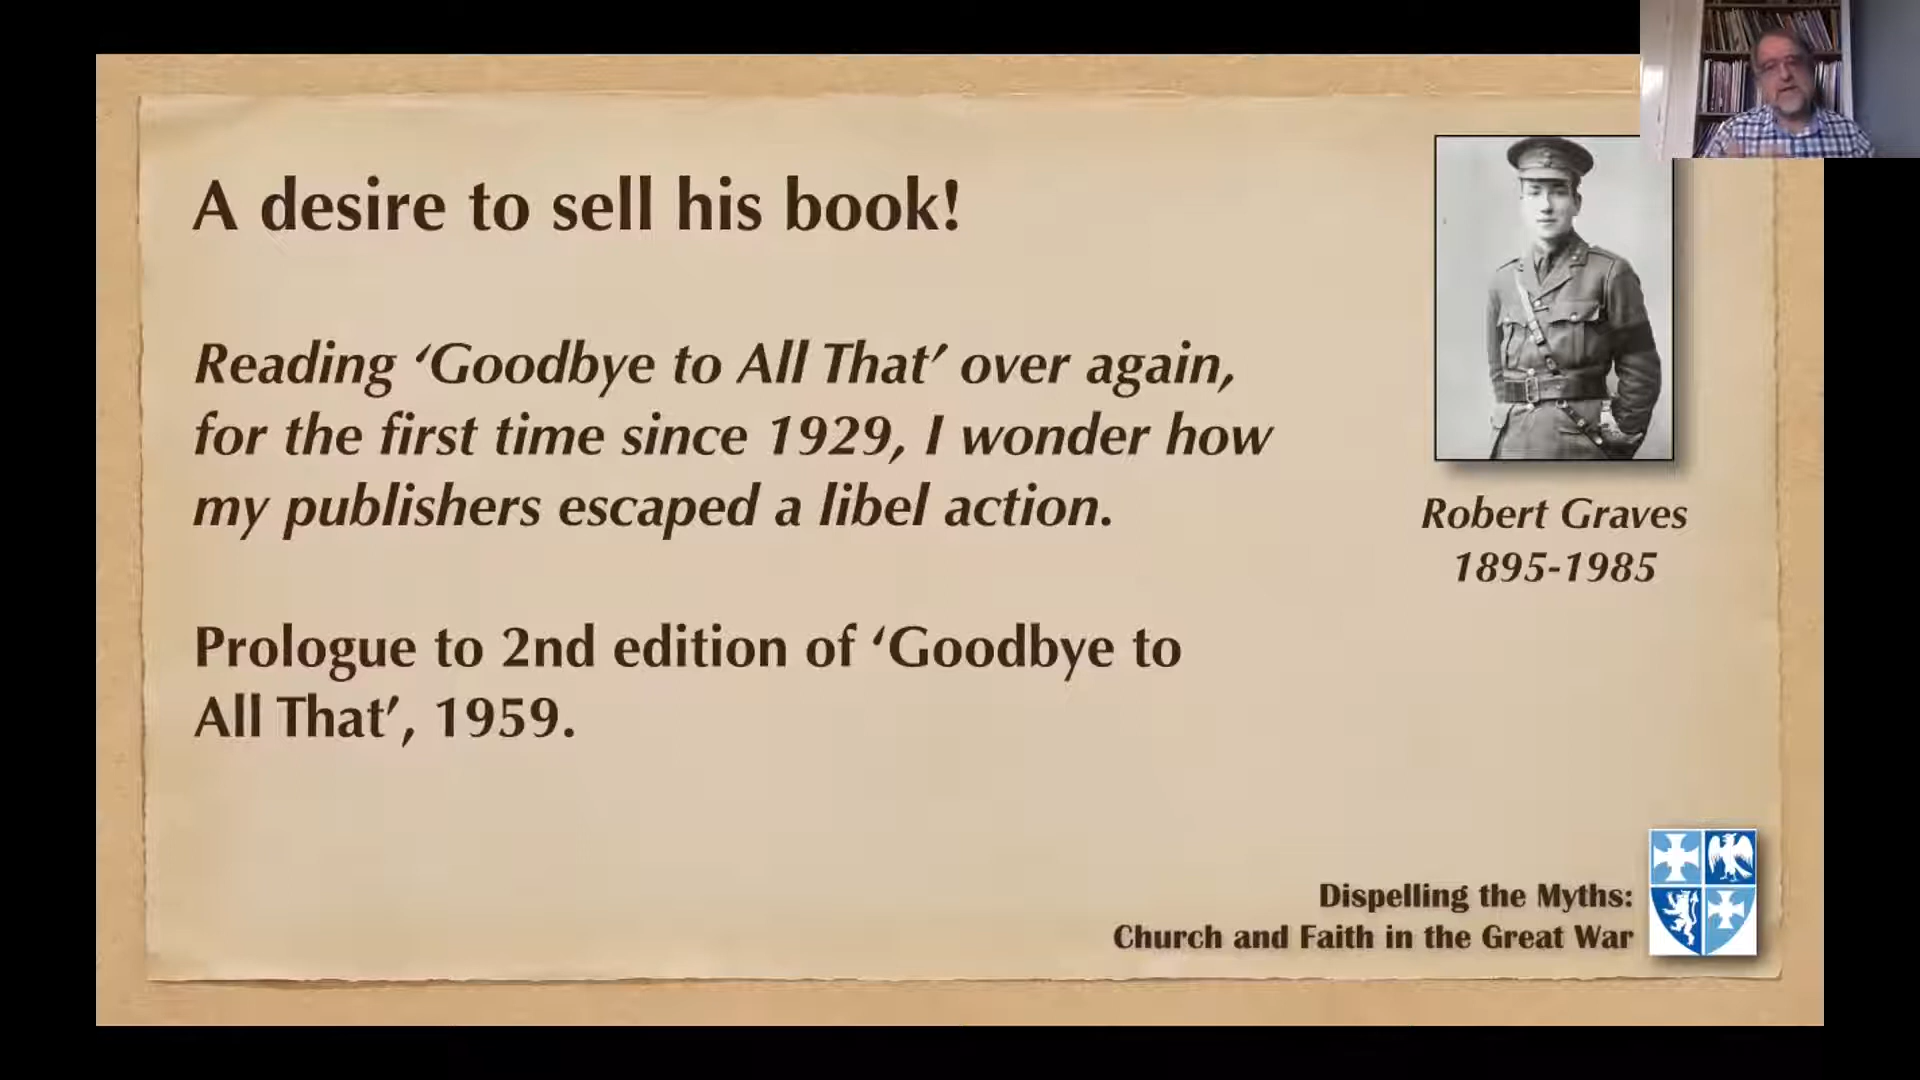 A desire to sell his book!
Reading ‘Goodbye to All That’ over again,
for the first time since 1929, I wonder how
my publishers escaped a libel action.
Prologue to 2nd edition of ‘Goodbye to
All That’, 1959.
Robert Graves
1895-1985
Dispelling the Myths:
Church and Faith in the Great War